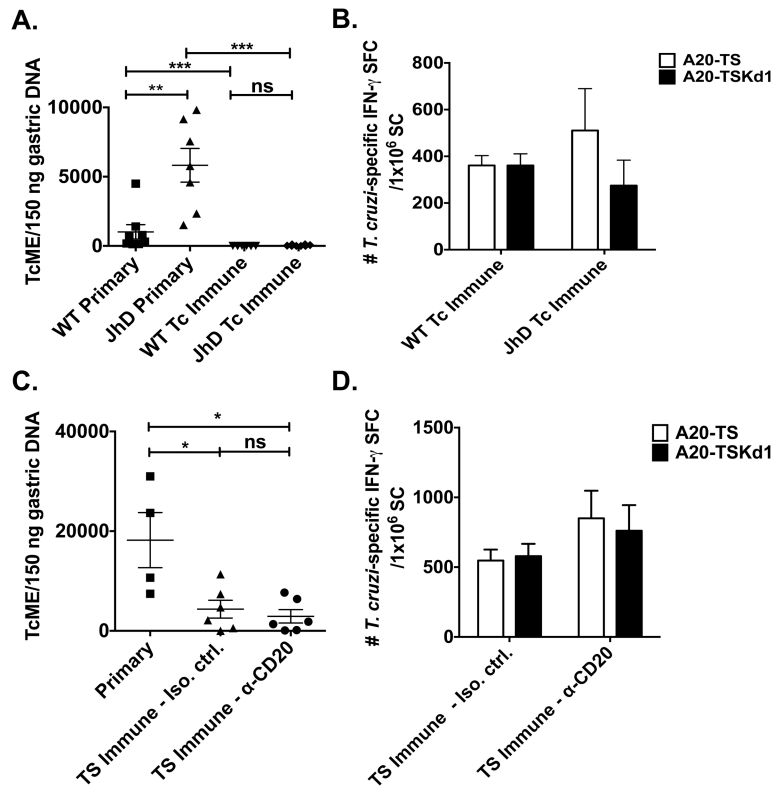 A.
TcME/150 ng gastric DNA
***
***
**
ns
10000
5000
0
WT Primary
JhD Primary
WT Tc Immune
JhD Tc Immune
B.
# T. cruzi-specific IFN-γ SFC
/1x10⁶ SC
800
600
400
200
0
WT Tc Immune
JhD Tc Immune
A20-TS
A20-TSKd1
C.
TcME/150 ng gastric DNA
*
*
ns
40000
20000
0
Primary
TS Immune - Iso. ctrl.
TS Immune - α-CD20
D.
# T. cruzi-specific IFN-γ SFC
/1x10⁶ SC
1500
1000
500
0
TS Immune - Iso. ctrl.
TS Immune - α-CD20
A20-TS
A20-TSKd1